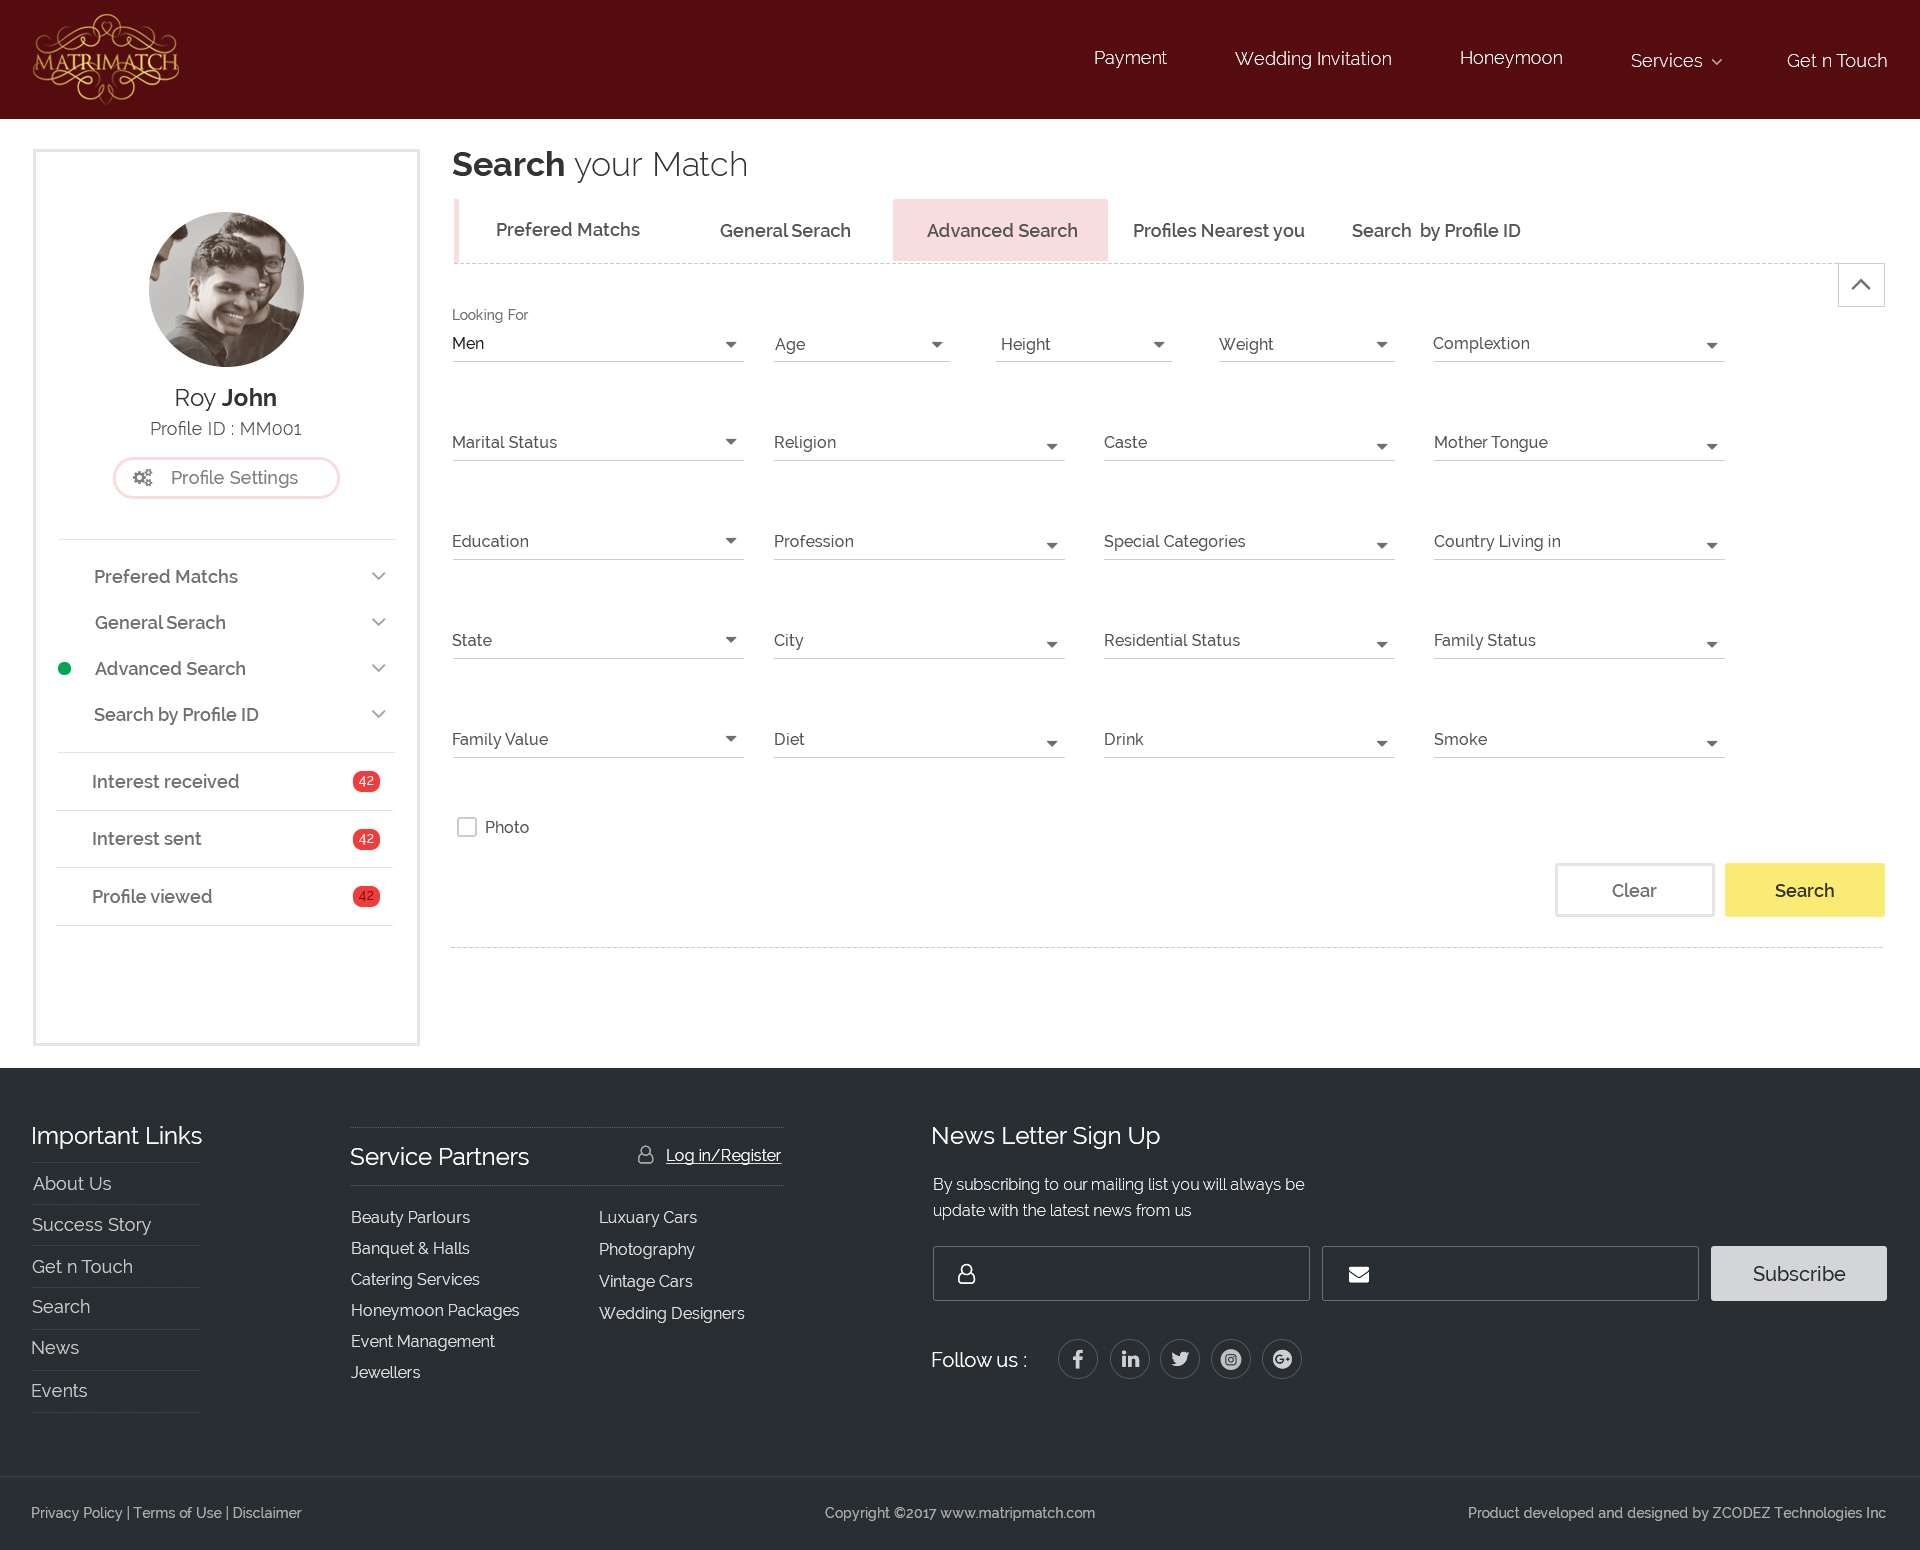 MATRIMATCH
Payment
Wedding Invitation
Honeymoon
Services
Get n Touch
Roy John
Profile ID : MM001
Profile Settings
Prefered Matchs
General Serach
Advanced Search
Search by Profile ID
Interest received 42
Interest sent 42
Profile viewed 42
Search your Match
Prefered Matchs
General Serach
Advanced Search
Profiles Nearest you
Search by Profile ID
Looking For
Men
Age
Height
Weight
Complextion
Marital Status
Religion
Caste
Mother Tongue
Education
Profession
Special Categories
Country Living in
State
City
Residential Status
Family Status
Family Value
Diet
Drink
Smoke
Photo
Clear
Search
Important Links
About Us
Success Story
Get n Touch
Search
News
Events
Service Partners
Log in/Register
Beauty Parlours
Banquet & Halls
Catering Services
Honeymoon Packages
Event Management
Jewellers
Luxuary Cars
Photography
Vintage Cars
Wedding Designers
News Letter Sign Up
By subscribing to our mailing list you will always be
update with the latest news from us
Subscribe
Follow us :
Privacy Policy | Terms of Use | Disclaimer
Copyright ©2017 www.matripmatch.com
Product developed and designed by ZCODEZ Technologies Inc